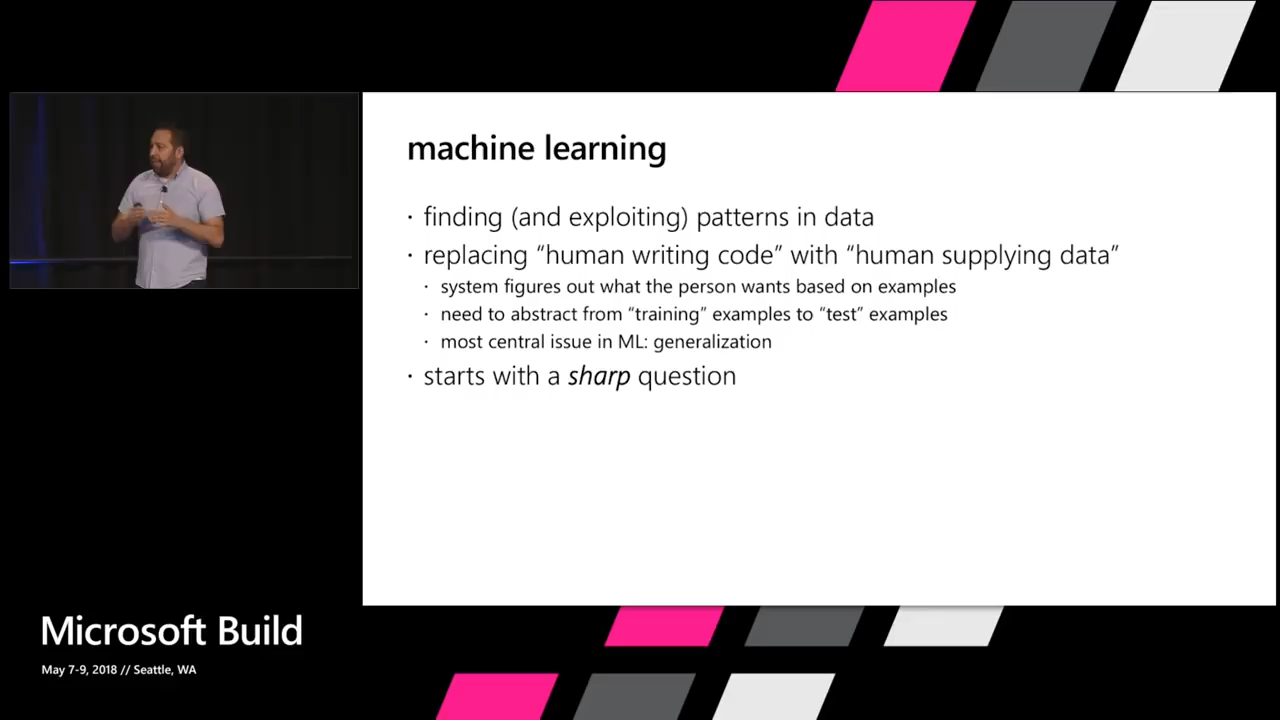 machine learning
· finding (and exploiting) patterns in data
· replacing “human writing code” with “human supplying data”
· system figures out what the person wants based on examples
· need to abstract from “training” examples to “test” examples
· most central issue in ML: generalization
· starts with a sharp question
Microsoft Build
May 7-9, 2018 // Seattle, WA